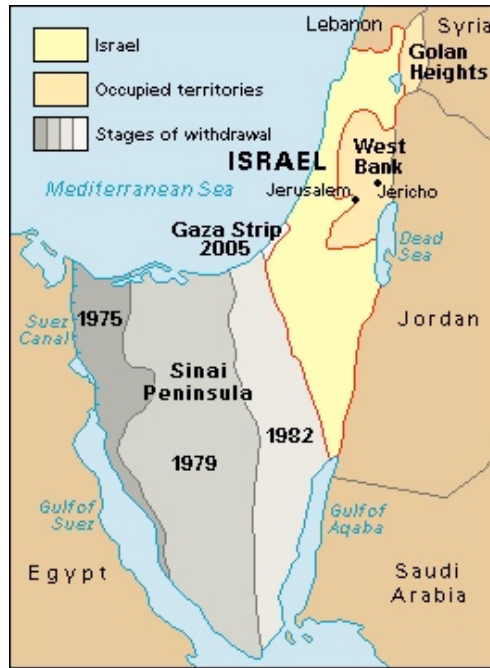 Lebanon
Syria
Israel
Golan
Heights
Occupied territories
Stages of withdrawal
West
Bank
ISRAEL
Mediterranean Sea
Jerusalem
Jericho
Gaza Strip
2005
Dead
Sea
1975
Suez
Canal
Jordan
Sinai
Peninsula
1982
1979
Gulf of
Suez
Gulf of
Aqaba
Egypt
Saudi
Arabia